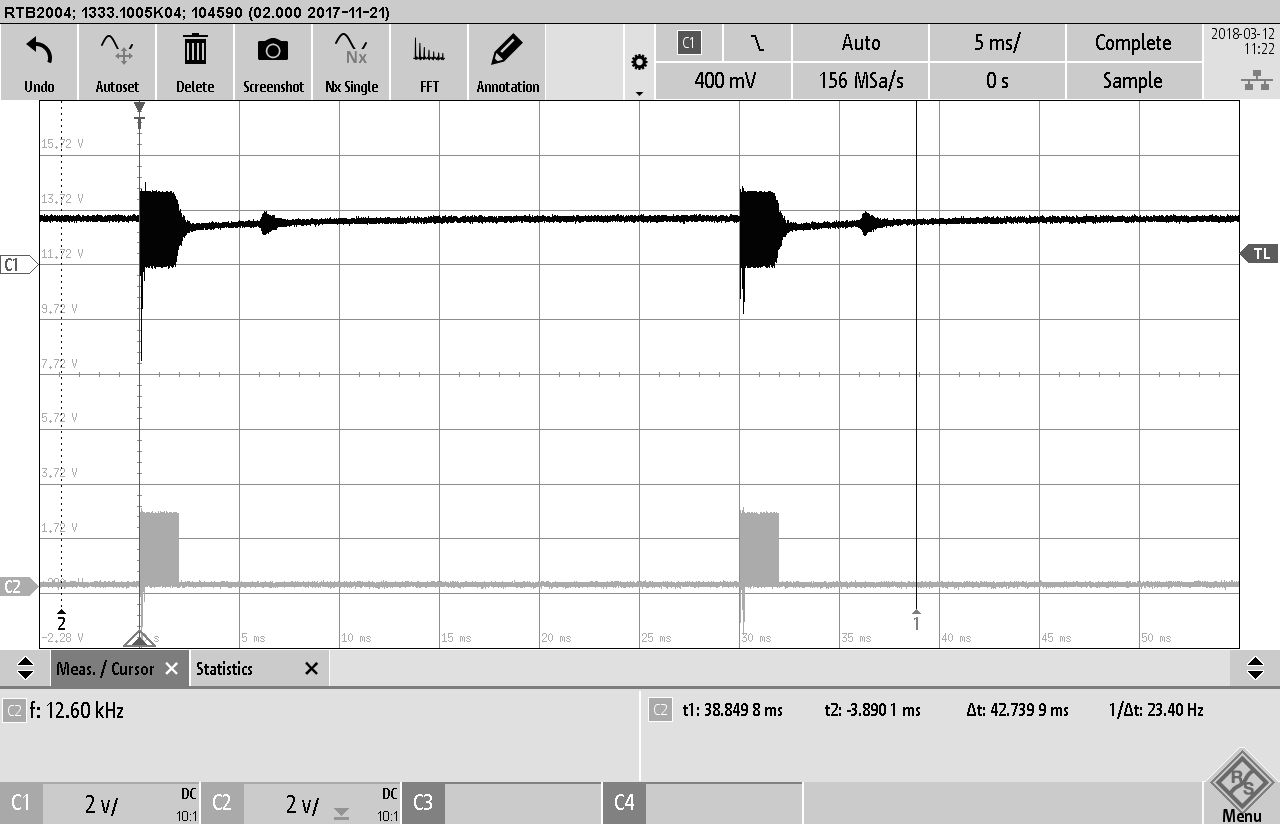 RTB2004; 1333.1005K04; 104590 (02.000 2017-11-21)
Undo
Autoset
Delete
Screenshot
Nx
Nx Single
FFT
Annotation
C1
Auto
5 ms/
Complete
400 mV
156 MSa/s
0 s
Sample
2018-03-12
11:22
T
15,72 V
13,72 V
11,72 V
C1
TL
9,72 V
7,72 V
5,72 V
3,72 V
1,72 V
C2
2
1
-2,28 V
s
5 ms
10 ms
15 ms
20 ms
25 ms
30 ms
35 ms
40 ms
45 ms
50 ms
Meas. / Cursor
Statistics
C2 f: 12.60 kHz
C2 t1: 38.849 8 ms t2: -3.890 1 ms Δt: 42.739 9 ms 1/Δt: 23.40 Hz
C1 2 V/ DC 10:1
C2 2 V/ DC 10:1
C3
C4
R S
Menu